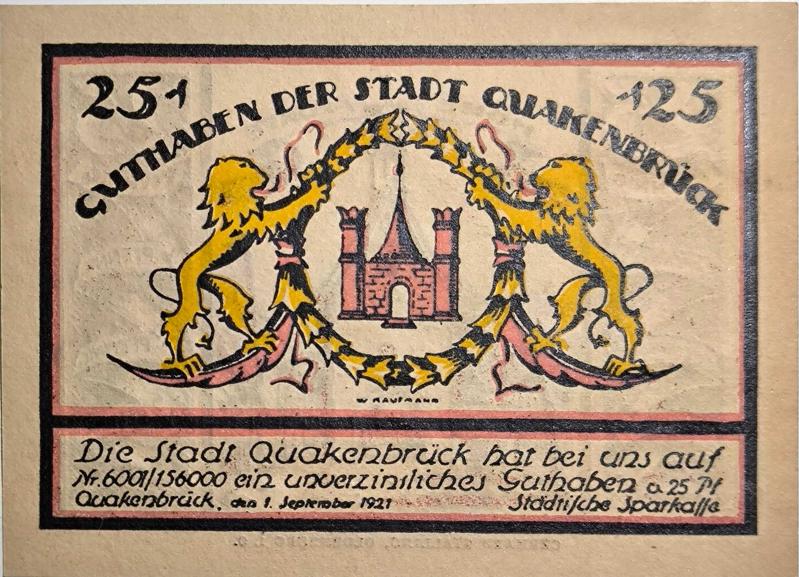 25₰ ₰25
GUTHABEN DER STADT QUAKENBRÜCK
W KAUFMANN
Die Stadt Quakenbrück hat bei uns auf
Nr. 6001/156000 ein unverzinsliches Guthaben v. 25 Pf
Quakenbrück, den 1. September 1921 Städtische Sparkasse